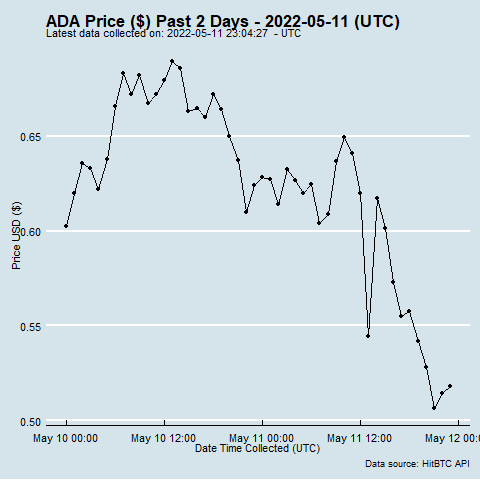 ADA Price ($) Past 2 Days - 2022-05-11 (UTC)
Latest data collected on: 2022-05-11 23:04:27 - UTC
Price USD ($)
0.65
0.60
0.55
0.50
May 10 00:00 May 10 12:00 May 11 00:00 May 11 12:00 May 12 00:0
Date Time Collected (UTC)
Data source: HitBTC API